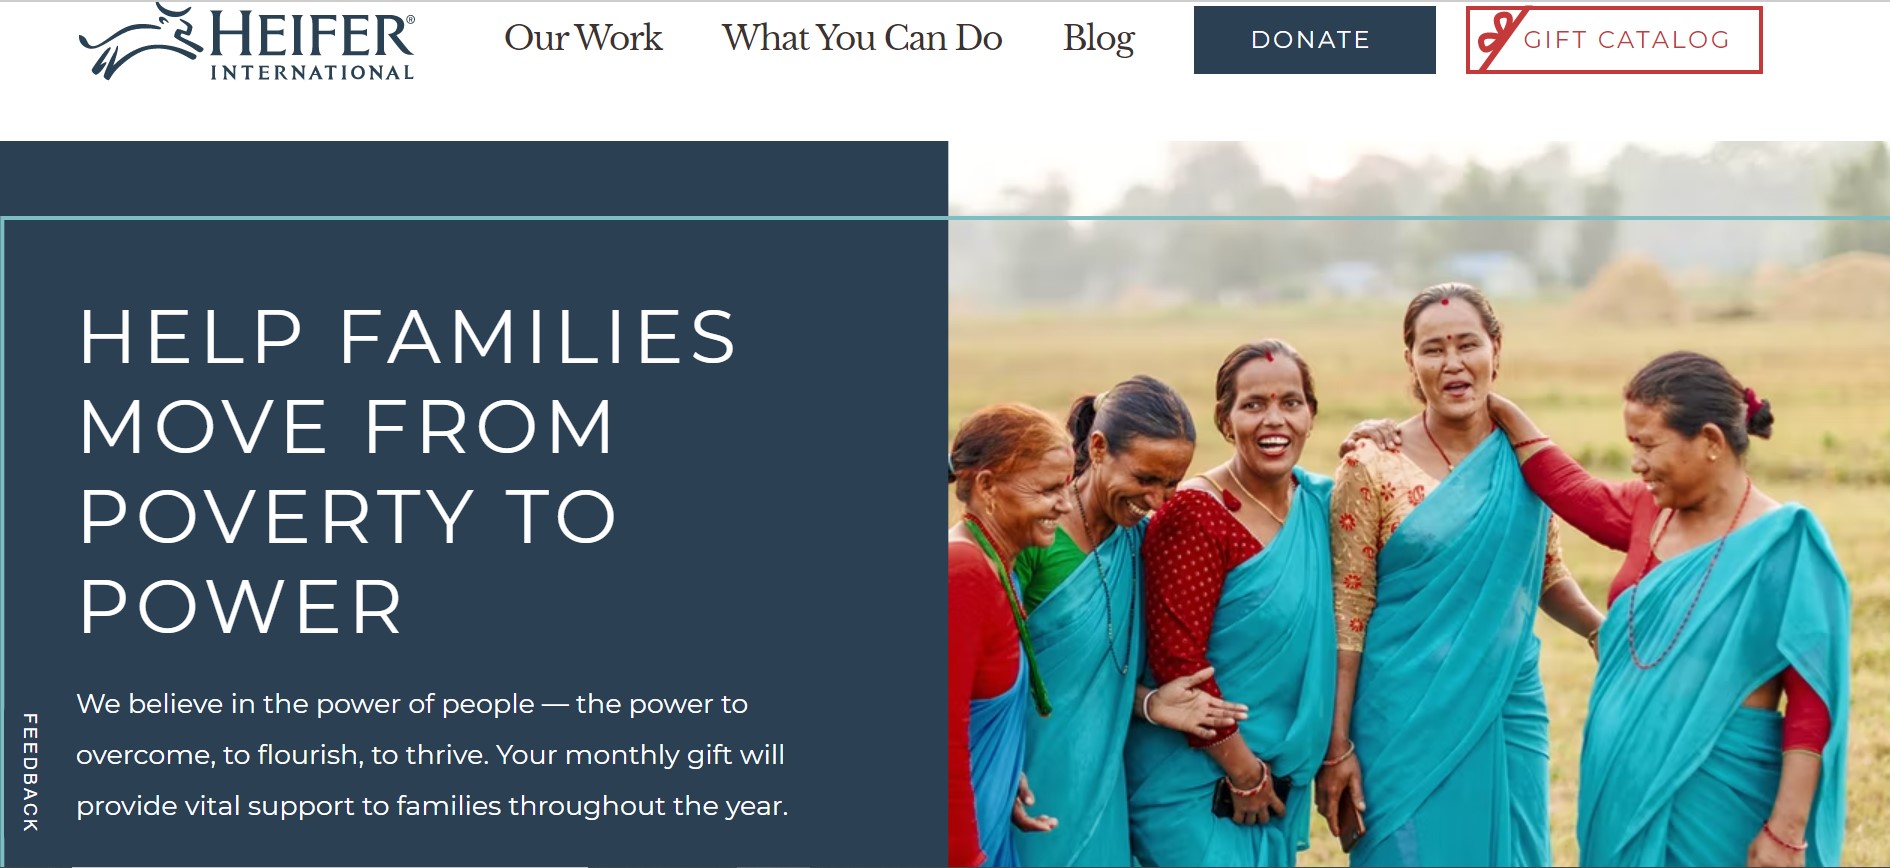 HEIFER®
INTERNATIONAL
Our Work
What You Can Do
Blog
DONATE
GIFT CATALOG
HELP FAMILIES
MOVE FROM
POVERTY TO
POWER
We believe in the power of people — the power to
overcome, to flourish, to thrive. Your monthly gift will
provide vital support to families throughout the year.
FEEDBACK